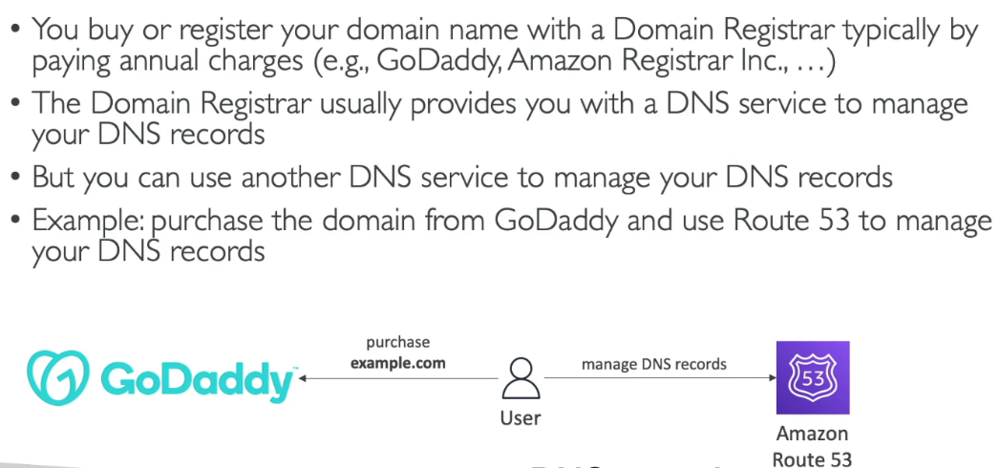 • You buy or register your domain name with a Domain Registrar typically by
paying annual charges (e.g., GoDaddy, Amazon Registrar Inc., …)
• The Domain Registrar usually provides you with a DNS service to manage
your DNS records
• But you can use another DNS service to manage your DNS records
• Example: purchase the domain from GoDaddy and use Route 53 to manage
your DNS records
purchase
example.com
GoDaddy™
manage DNS records
53
User
Amazon
Route 53